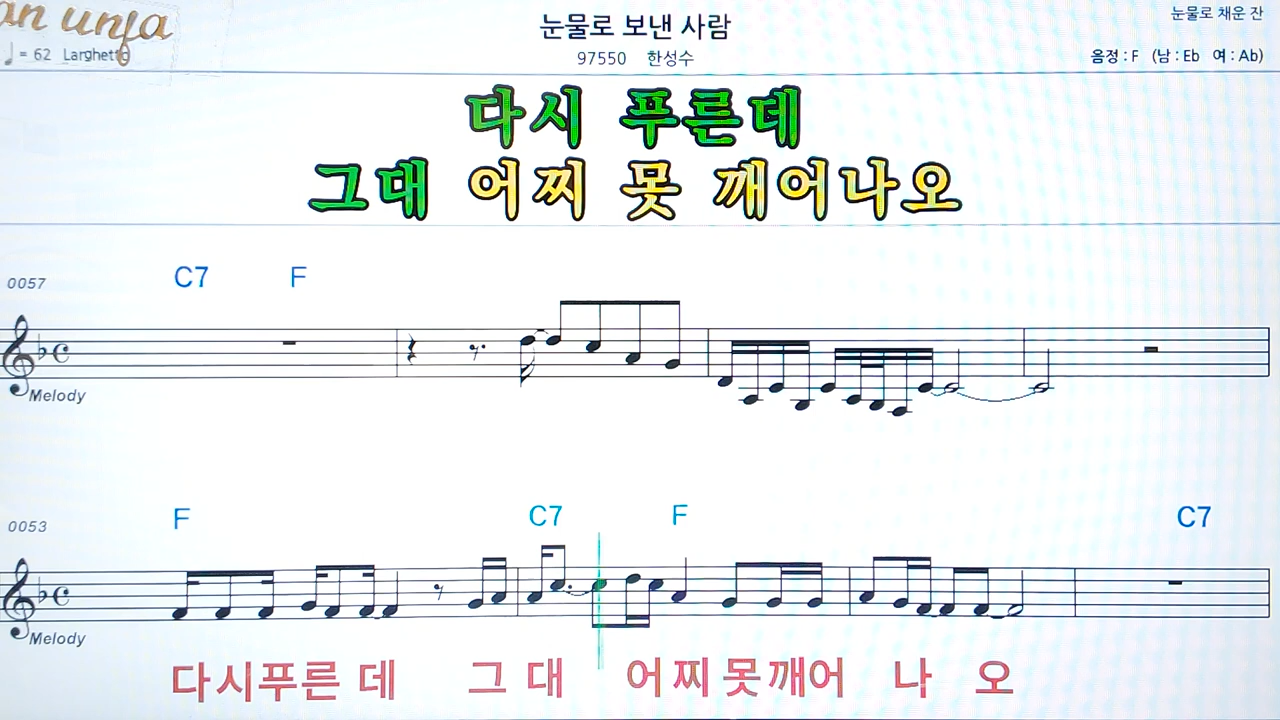 눈물로 채운 잔
눈물로 보낸 사람
♩ = 62 Larghetto
97550 한성수
음정 : F (남 : Eb 여 : Ab)
다시 푸른데
그대 어찌 못 깨어나오
0057
C7 F
Melody
0053
F C7 F C7
Melody
다시푸른 데 그 대 어찌못깨어 나 오